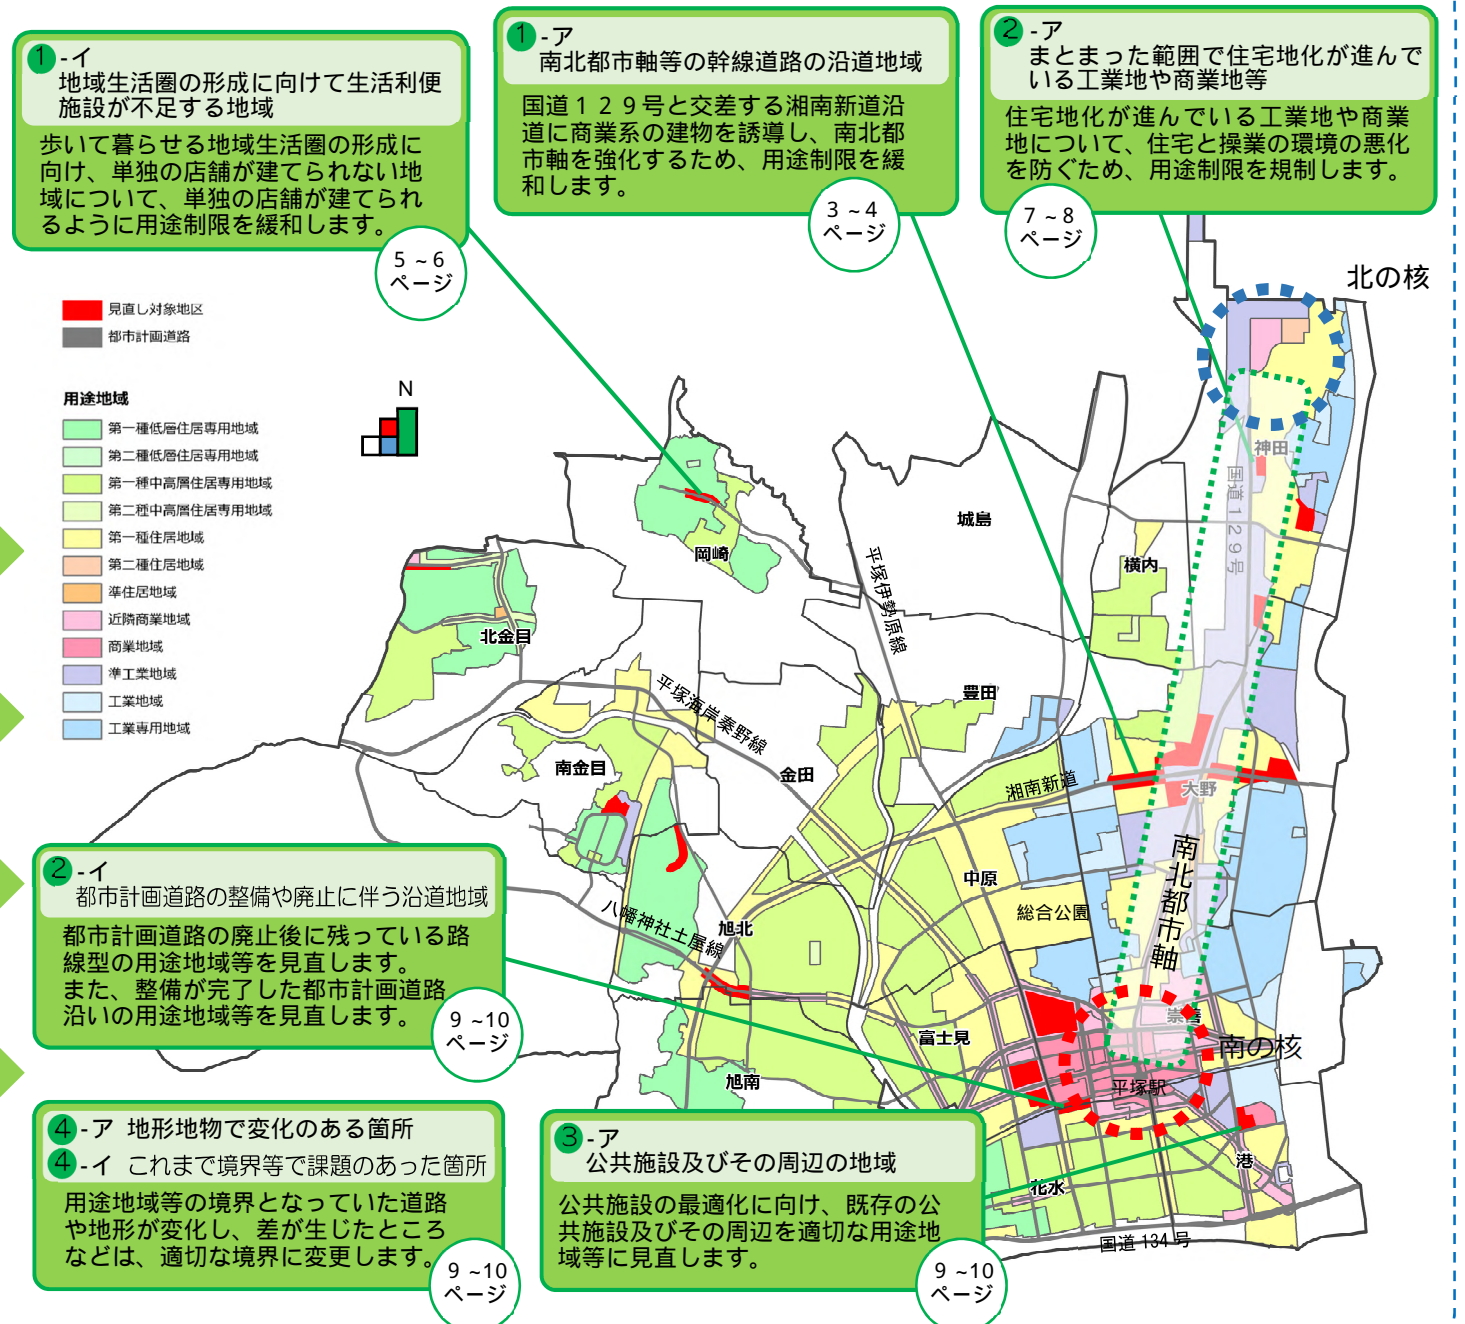 ①-イ
地域生活圏の形成に向けて生活利便
施設が不足する地域
歩いて暮らせる地域生活圏の形成に
向け、単独の店舗が建てられない地
域について、単独の店舗が建てられ
るように用途制限を緩和します。
5~6
ページ
①-ア
南北都市軸等の幹線道路の沿道地域
国道129号と交差する湘南新道沿
道に商業系の建物を誘導し、南北都
市軸を強化するため、用途制限を緩
和します。
3~4
ページ
②-ア
まとまった範囲で住宅地化が進んで
いる工業地や商業地等
住宅地化が進んでいる工業地や商業
地について、住宅と操業の環境の悪化
を防ぐため、用途制限を規制します。
7~8
ページ
見直し対象地区
都市計画道路
用途地域
第一種低層住居専用地域
第二種低層住居専用地域
第一種中高層住居専用地域
第二種中高層住居専用地域
第一種住居地域
第二種住居地域
準住居地域
近隣商業地域
商業地域
準工業地域
工業地域
工業専用地域
N
北の核
神田
国道129号
城島
横内
岡崎
平塚伊勢原線
北金目
平塚海岸秦野線
豊田
南金目
金田
湘南新道
大野
南北都市軸
中原
総合公園
八幡神社土屋線
旭北
崇善
富士見
南の核
旭南
平塚駅
港
花水
国道134号
②-イ
都市計画道路の整備や廃止に伴う沿道地域
都市計画道路の廃止後に残っている路
線型の用途地域等を見直します。
また、整備が完了した都市計画道路
沿いの用途地域等を見直します。
9~10
ページ
④-ア 地形地物で変化のある箇所
④-イ これまで境界等で課題のあった箇所
用途地域等の境界となっていた道路
や地形が変化し、差が生じたところ
などは、適切な境界に変更します。
9~10
ページ
③-ア
公共施設及びその周辺の地域
公共施設の最適化に向け、既存の公
共施設及びその周辺を適切な用途地
域等に見直します。
9~10
ページ